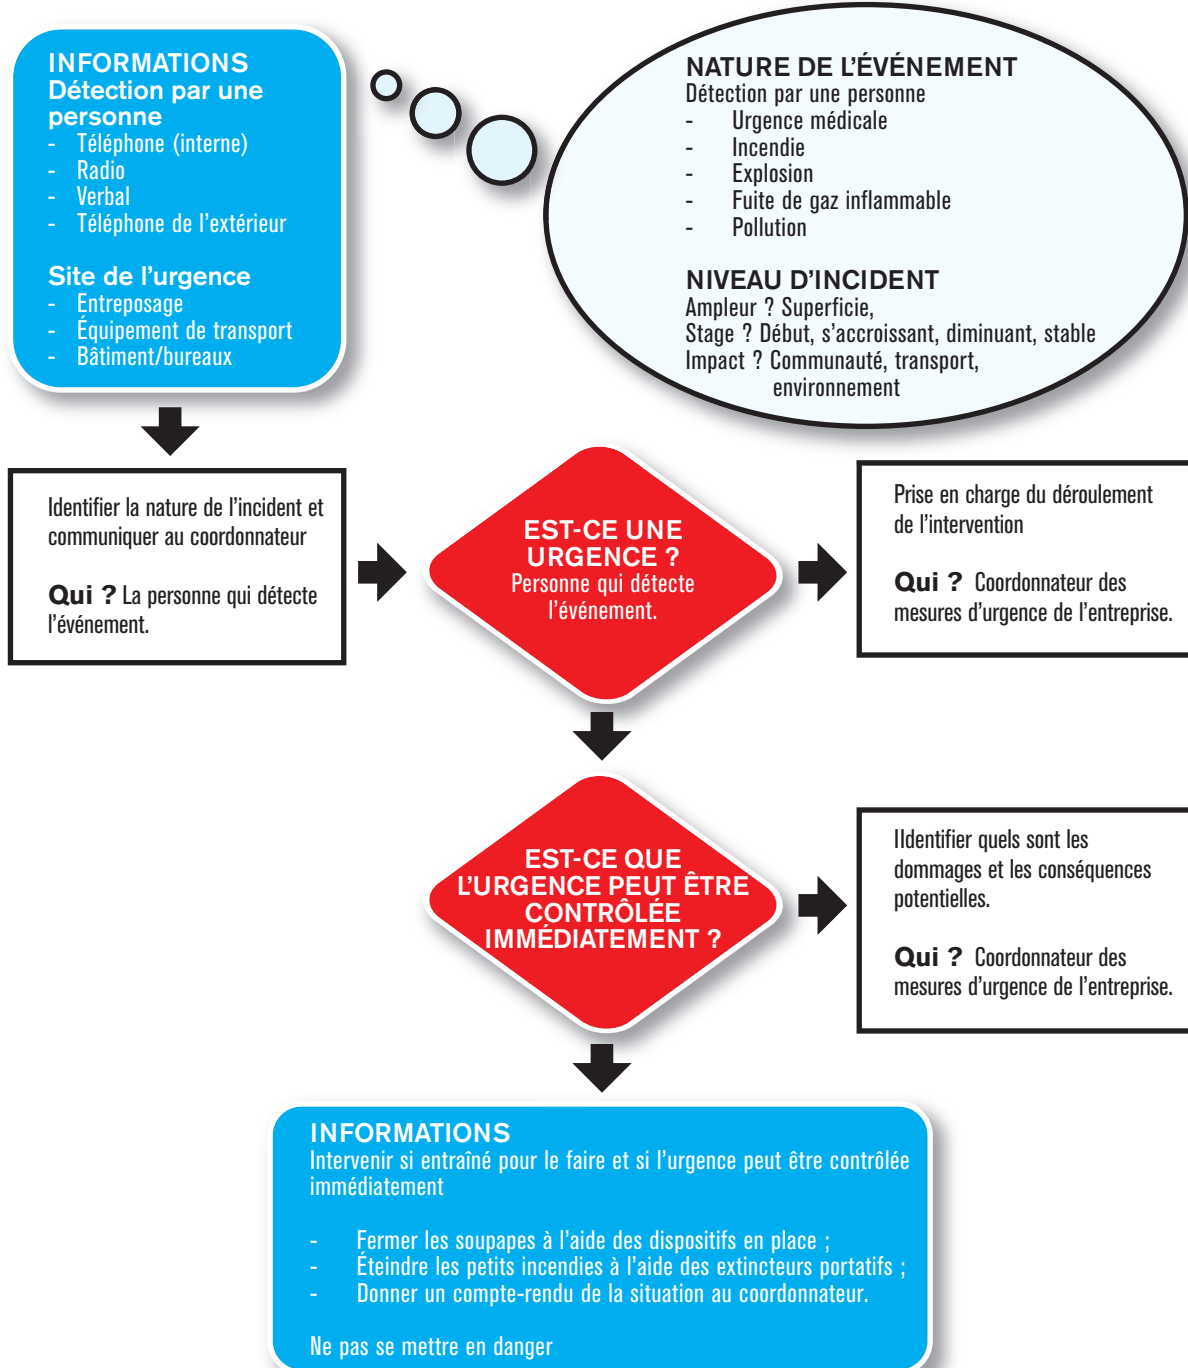 INFORMATIONS
Détection par une
personne
- Téléphone (interne)
- Radio
- Verbal
- Téléphone de l'extérieur
Site de l'urgence
- Entreposage
- Équipement de transport
- Bâtiment/bureaux
NATURE DE L'ÉVÉNEMENT
Détection par une personne
- Urgence médicale
- Incendie
- Explosion
- Fuite de gaz inflammable
- Pollution
NIVEAU D'INCIDENT
Ampleur ? Superficie,
Stage ? Début, s'accroissant, diminuant, stable
Impact ? Communauté, transport,
environnement
Identifier la nature de l'incident et
communiquer au coordonnateur
Qui ? La personne qui détecte
l'événement.
EST-CE UNE
URGENCE ?
Personne qui détecte
l'événement.
Prise en charge du déroulement
de l'intervention
Qui ? Coordonnateur des
mesures d'urgence de l'entreprise.
EST-CE QUE
L'URGENCE PEUT ÊTRE
CONTRÔLÉE
IMMÉDIATEMENT ?
IIdentifier quels sont les
dommages et les conséquences
potentielles.
Qui ? Coordonnateur des
mesures d'urgence de l'entreprise.
INFORMATIONS
Intervenir si entraîné pour le faire et si l'urgence peut être contrôlée
immédiatement
- Fermer les soupapes à l'aide des dispositifs en place ;
- Éteindre les petits incendies à l'aide des extincteurs portatifs ;
- Donner un compte-rendu de la situation au coordonnateur.
Ne pas se mettre en danger